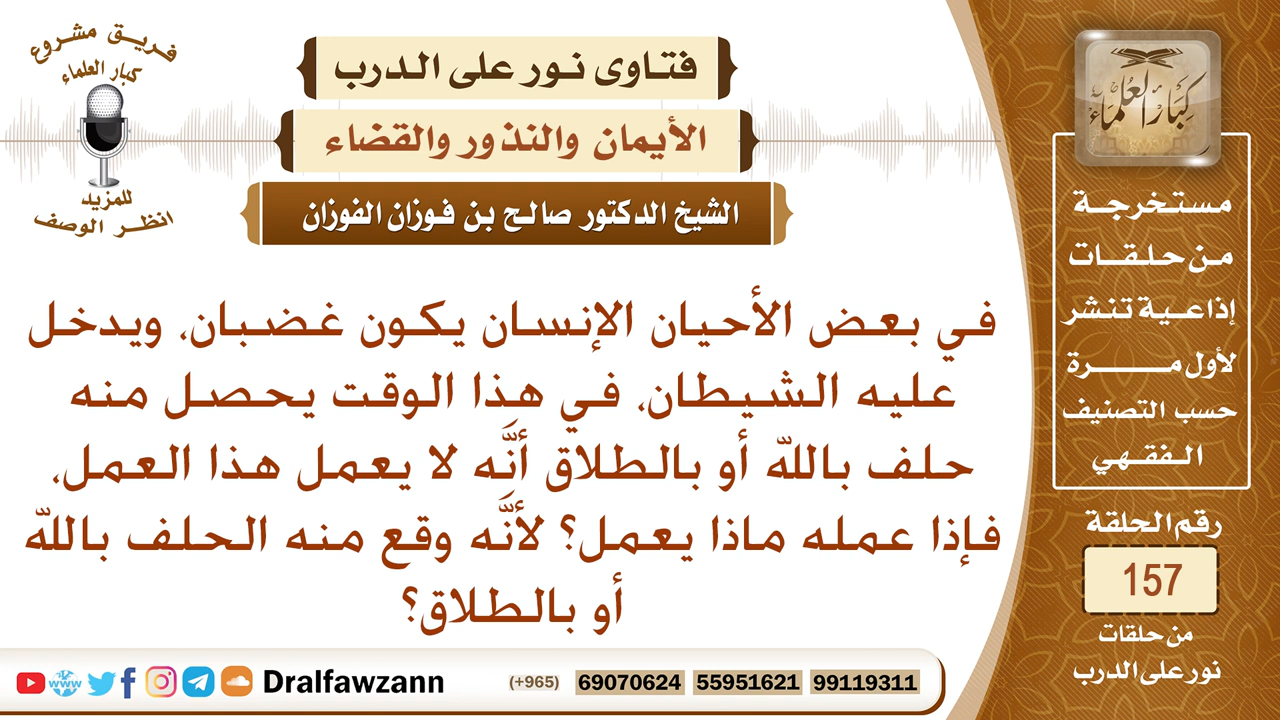 فريق مشروع
كبار العلماء
للمزيد
انظر الوصف
فتاوى نور على الدرب
الأيمان والنذور والقضاء
الشيخ الدكتور صالح بن فوزان الفوزان
في بعض الأحيان الإنسان يكون غضبان، ويدخل
عليه الشيطان، في هذا الوقت يحصل منه
حلف بالله أو بالطلاق أنَّه لا يعمل هذا العمل،
فإذا عمله ماذا يعمل؟ لأنَّه وقع منه الحلف بالله
أو بالطلاق؟
كبار العلماء
مستخرجة
من حلقات
إذاعية تنشر
لأول مرة
حسب التصنيف
الفقهي
رقم الحلقة
157
من حلقات
نور على الدرب
www Dralfawzann (+965) 69070624 55951621 99119311